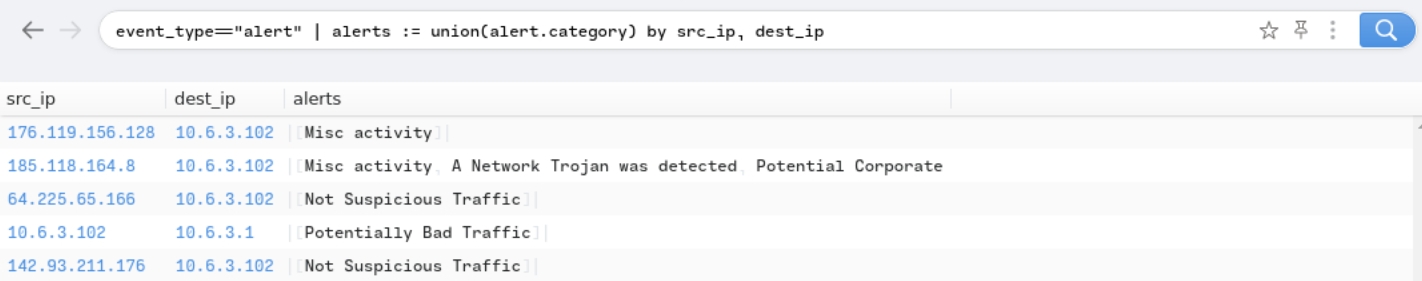 event_type=="alert" | alerts := union(alert.category) by src_ip, dest_ip
src_ip dest_ip alerts
176.119.156.128 10.6.3.102 |[Misc activity]|
185.118.164.8 10.6.3.102 |[Misc activity, A Network Trojan was detected, Potential Corporate
64.225.65.166 10.6.3.102 |[Not Suspicious Traffic]|
10.6.3.102 10.6.3.1 |[Potentially Bad Traffic]|
142.93.211.176 10.6.3.102 |[Not Suspicious Traffic]|